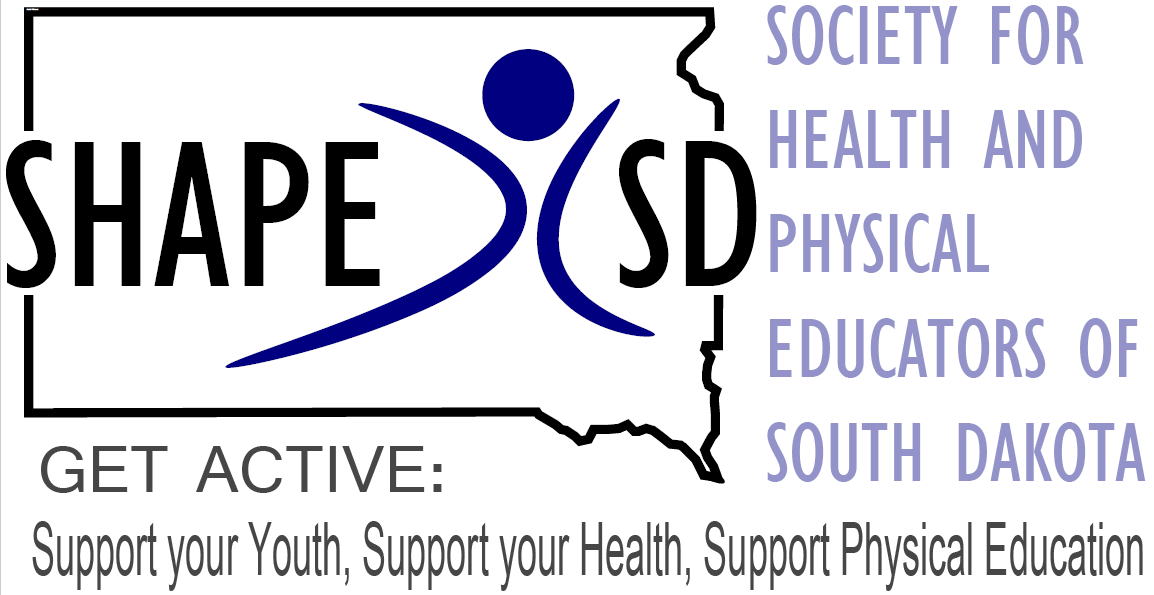 SHAPE SD
SOCIETY FOR
HEALTH AND
PHYSICAL
EDUCATORS OF
SOUTH DAKOTA
GET ACTIVE:
Support your Youth, Support your Health, Support Physical Education